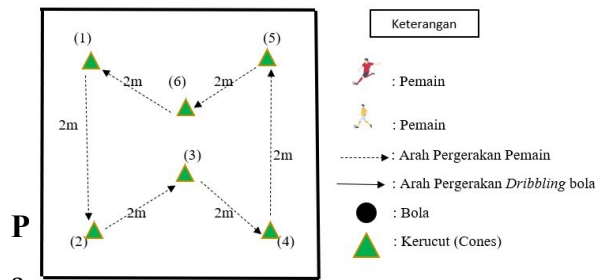 (1)
(5)
(6)
2m
2m
2m
(3)
2m
2m
2m
(2)
(4)
P
Keterangan
: Pemain
: Pemain
: Arah Pergerakan Pemain
: Arah Pergerakan Dribbling bola
: Bola
: Kerucut (Cones)